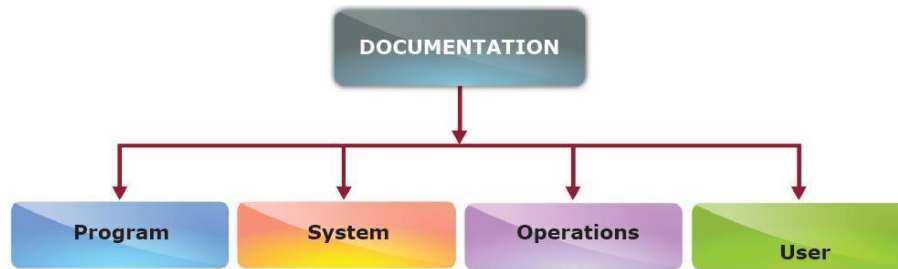 DOCUMENTATION
Program
System
Operations
User